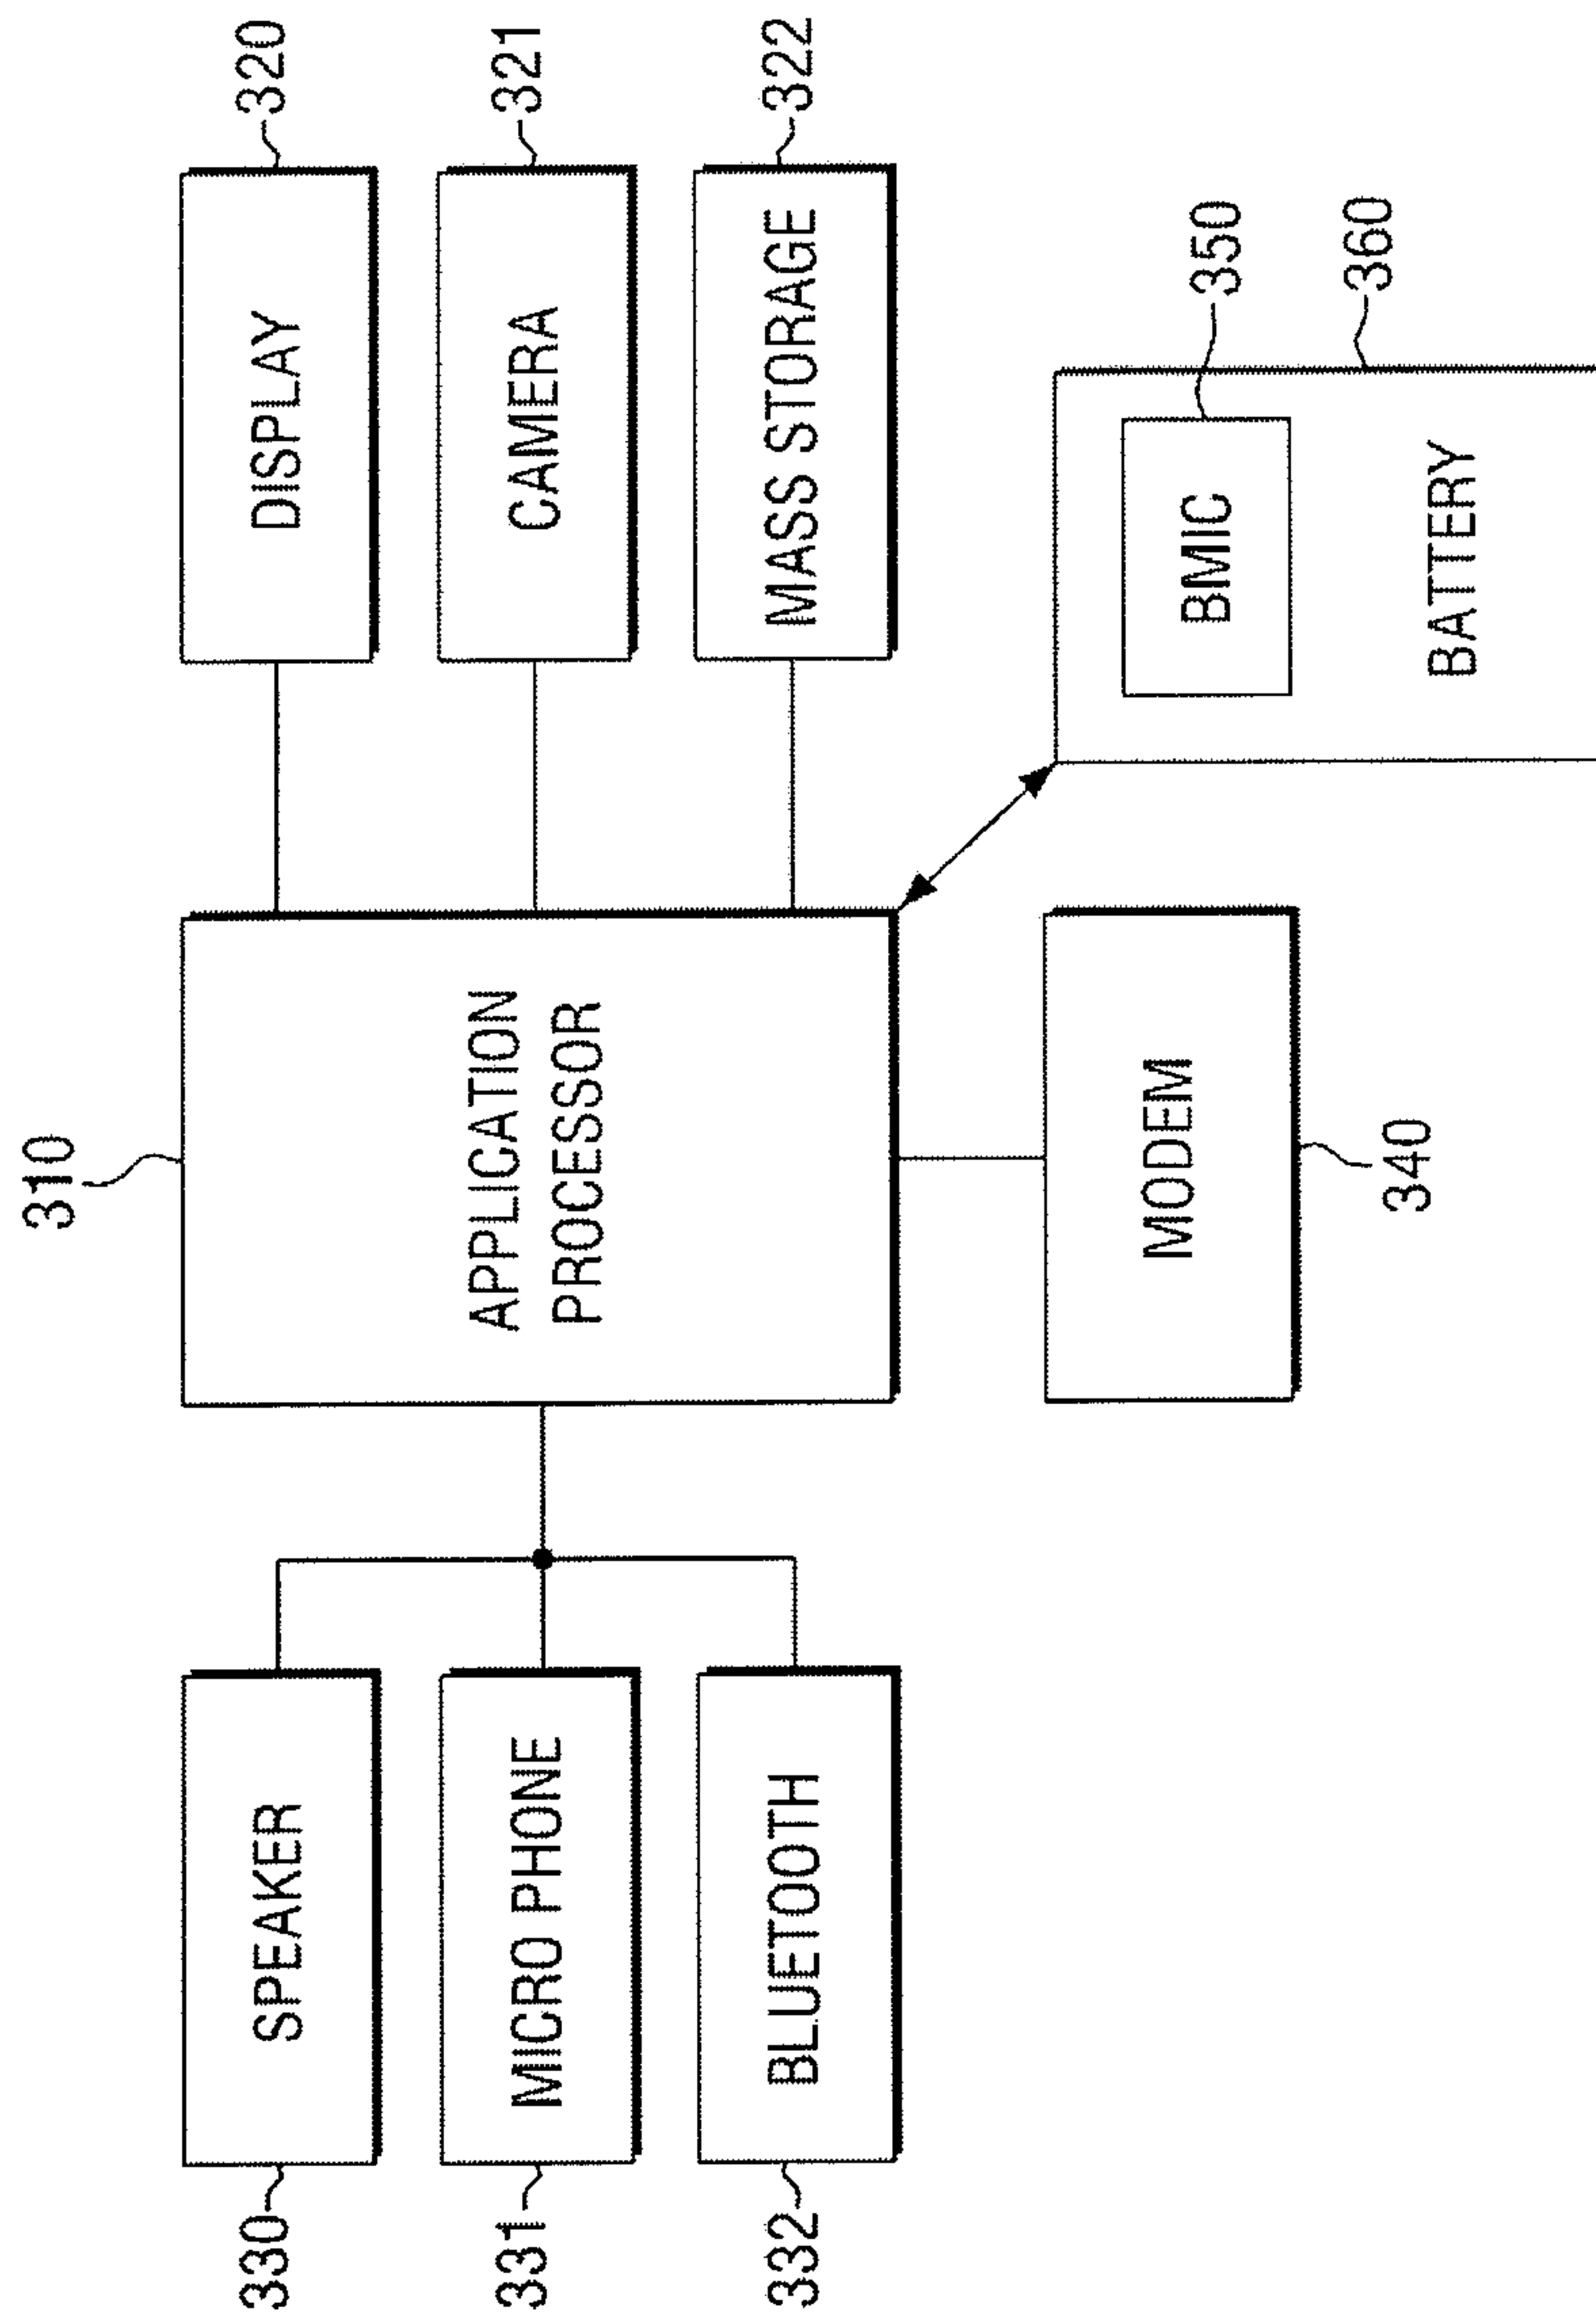 310
330
SPEAKER
DISPLAY
320
331
MICRO PHONE
APPLICATION
PROCESSOR
CAMERA
321
332
BLUETOOTH
MASS STORAGE
322
MODEM
340
BMIC
350
BATTERY
360